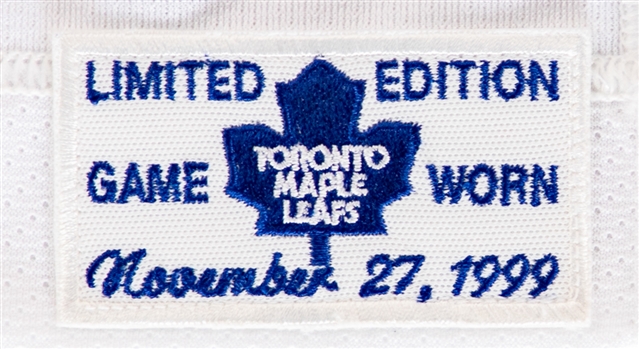 LIMITED EDITION
GAME WORN
TORONTO
MAPLE
LEAFS
November 27, 1999